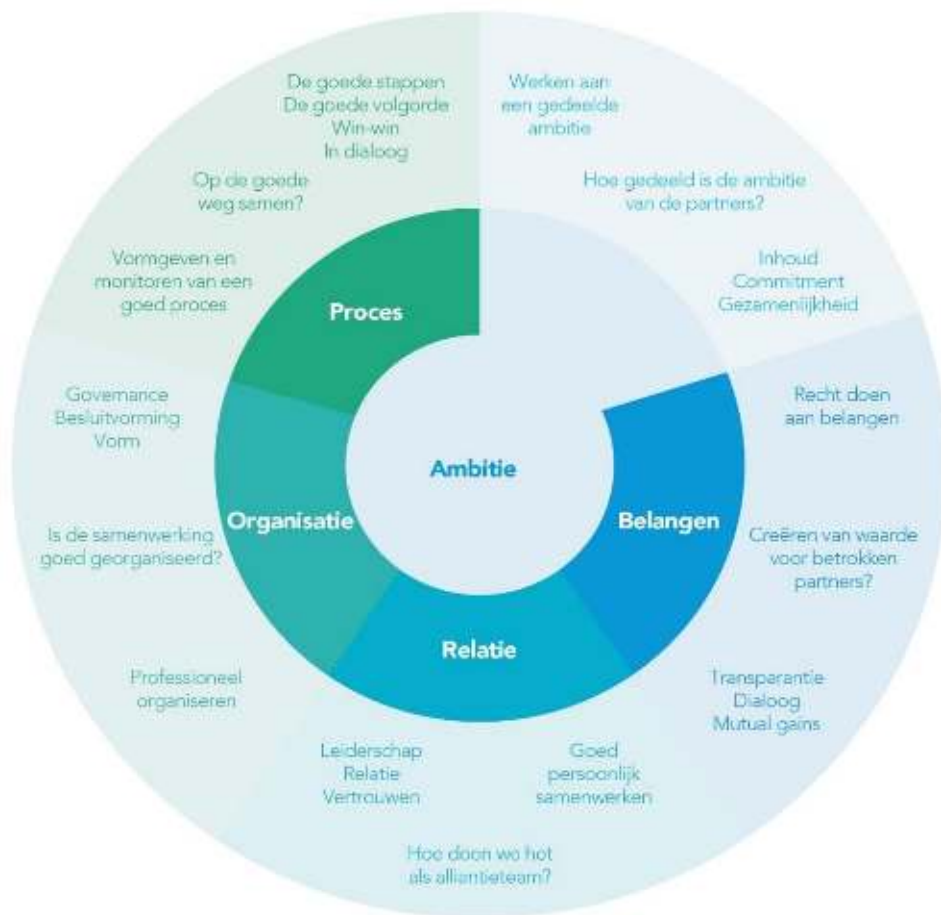 De goede stappen
De goede volgorde
Win-win
In dialoog
Op de goede
weg samen?
Vormgeven en
monitoren van een
goed proces
Proces
Werken aan
een gedeelde
ambitie
Hoe gedeeld is de ambitie
van de partners?
Inhoud
Commitment
Gezamenlijkheid
Ambitie
Recht doen
aan belangen
Creëren van waarde
voor betrokken
partners?
Transparantie
Dialoog
Mutual gains
Belangen
Relatie
Goed
persoonlijk
samenwerken
Hoe doen we het
als alliantieteam?
Leiderschap
Relatie
Vertrouwen
Organisatie
Governance
Besluitvorming
Vorm
Is de samenwerking
goed georganiseerd?
Professioneel
organiseren